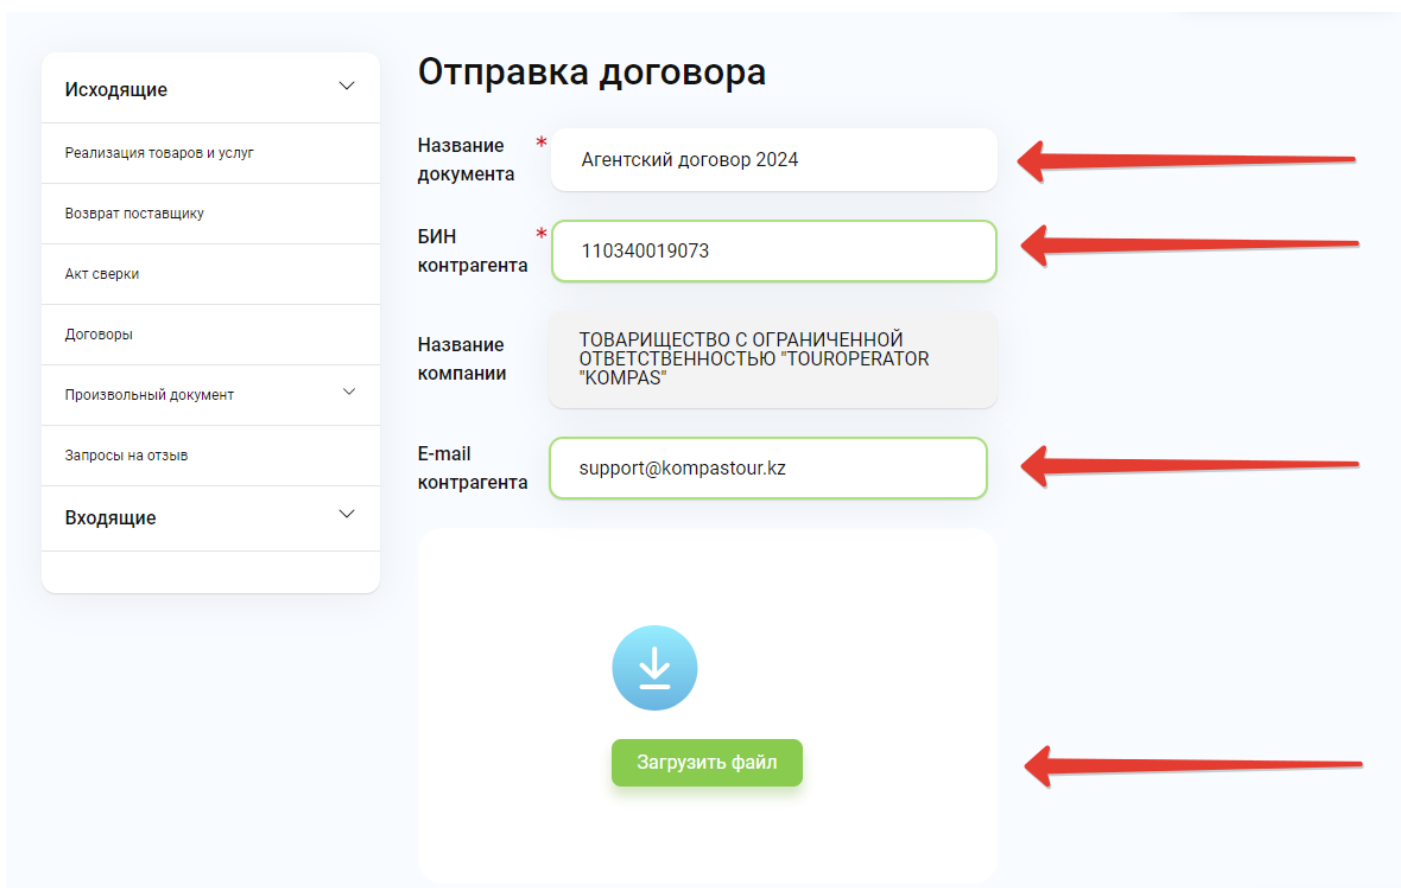 Исходящие
Реализация товаров и услуг
Возврат поставщику
Акт сверки
Договоры
Произвольный документ
Запросы на отзыв
Входящие
Отправка договора
Название *
документа
Агентский договор 2024
БИН *
контрагента
110340019073
Название
компании
ТОВАРИЩЕСТВО С ОГРАНИЧЕННОЙ
ОТВЕТСТВЕННОСТЬЮ "TOUROPERATOR
"KOMPAS"
E-mail
контрагента
support@kompastour.kz
Загрузить файл